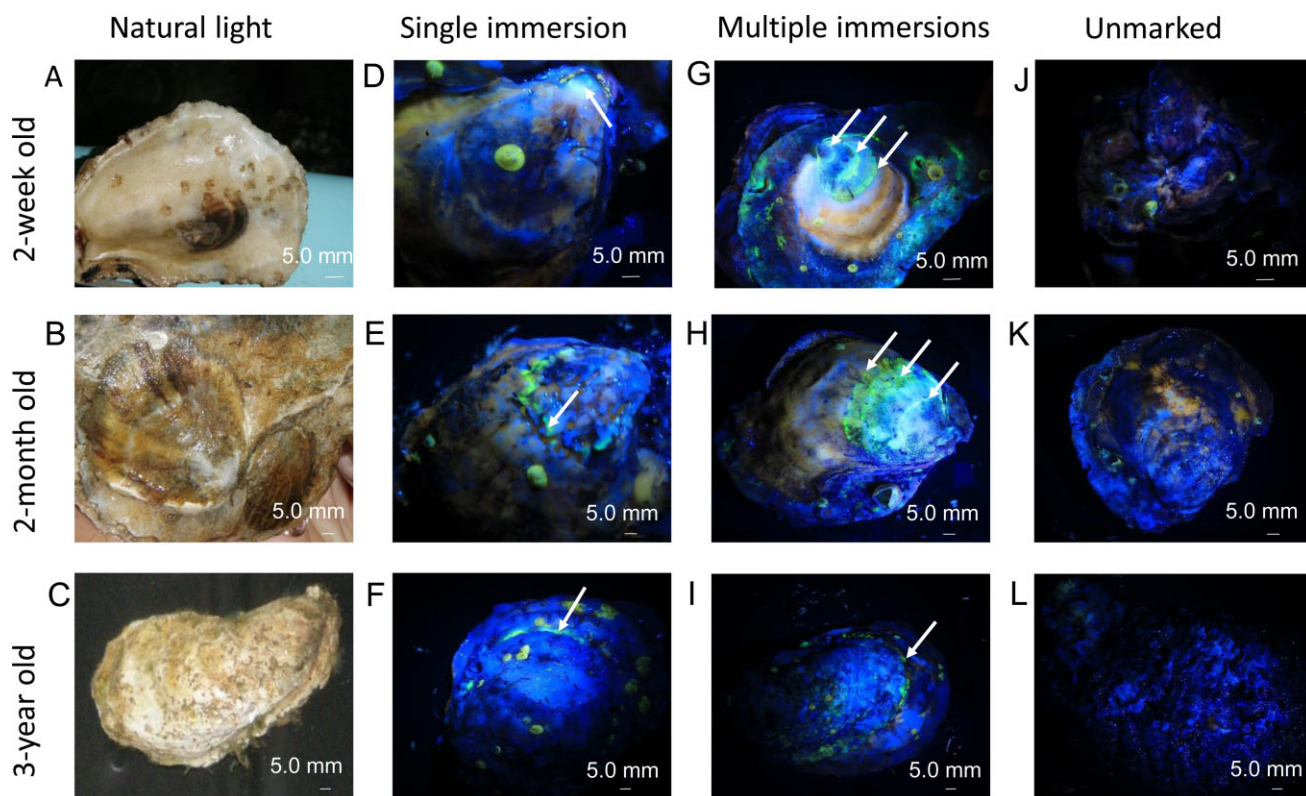 Natural light Single immersion Multiple immersions Unmarked
2-week old
A D G J
5.0 mm 5.0 mm 5.0 mm 5.0 mm
2-month old
B E H K
5.0 mm 5.0 mm 5.0 mm 5.0 mm
3-year old
C F I L
5.0 mm 5.0 mm 5.0 mm 5.0 mm